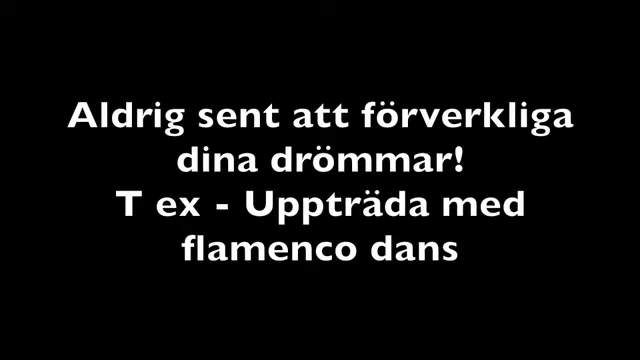 Aldrig sent att förverkliga
dina drömmar!
T ex - Uppträda med
flamenco dans